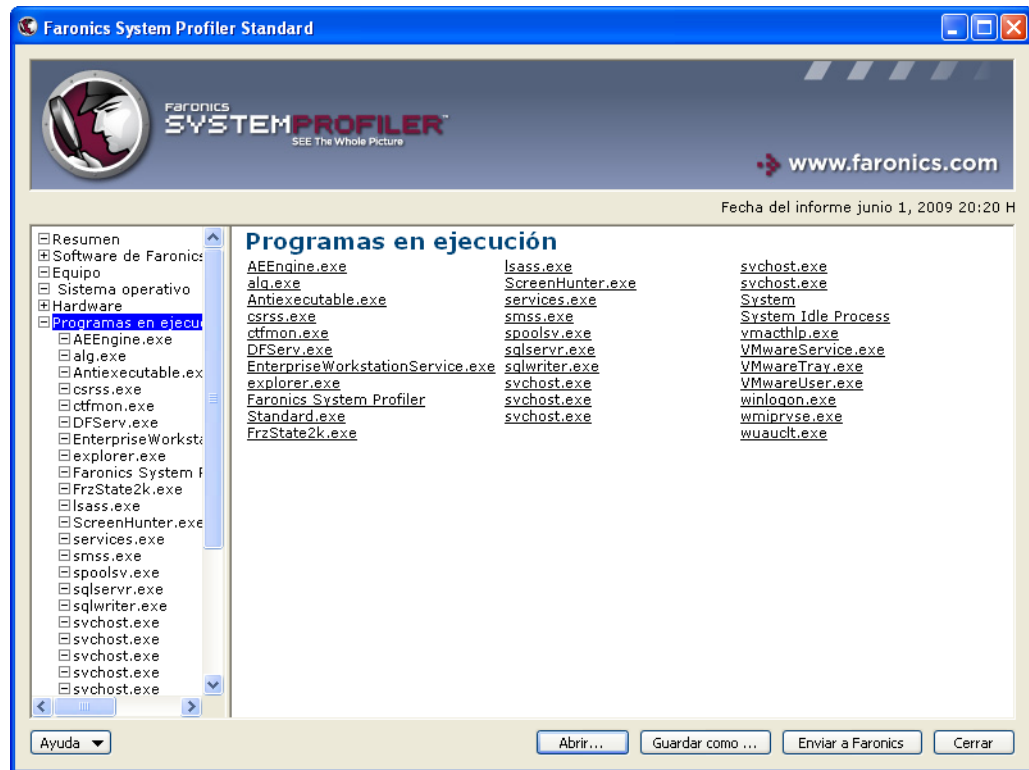 Faronics System Profiler Standard
Faronics
SYSTEMPROFILER™
SEE The Whole Picture
www.faronics.com
Fecha del informe junio 1, 2009 20:20 H
Resumen
Software de Faronics
Equipo
Sistema operativo
Hardware
Programas en ejecu
AEEngine.exe
alg.exe
Antiexecutable.ex
csrss.exe
ctfmon.exe
DFServ.exe
EnterpriseWorksta
explorer.exe
Faronics System P
FrzState2k.exe
lsass.exe
ScreenHunter.exe
services.exe
smss.exe
spoolsv.exe
sqlservr.exe
sqlwriter.exe
svchost.exe
svchost.exe
svchost.exe
svchost.exe
svchost.exe
Programas en ejecución
AEEngine.exe
alg.exe
Antiexecutable.exe
csrss.exe
ctfmon.exe
DFServ.exe
EnterpriseWorkstationService.exe
explorer.exe
Faronics System Profiler
Standard.exe
FrzState2k.exe
lsass.exe
ScreenHunter.exe
services.exe
smss.exe
spoolsv.exe
sqlservr.exe
sqlwriter.exe
svchost.exe
svchost.exe
svchost.exe
svchost.exe
svchost.exe
System
System Idle Process
vmacthlp.exe
VMwareService.exe
VMwareTray.exe
VMwareUser.exe
winlogon.exe
wmiprvse.exe
wuauclt.exe
Ayuda
Abrir...
Guardar como ...
Enviar a Faronics
Cerrar